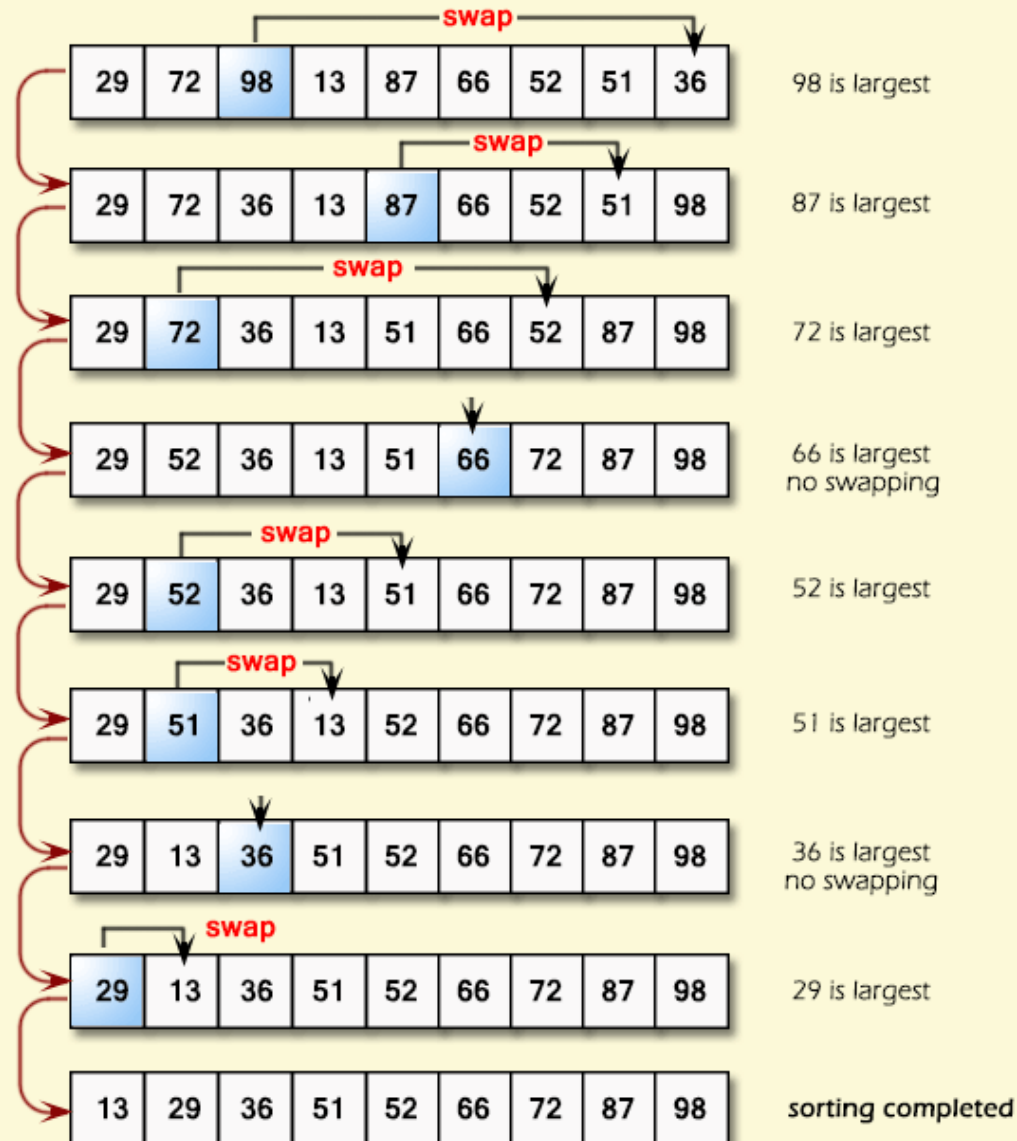 swap
29 72 98 13 87 66 52 51 36 98 is largest
swap
29 72 36 13 87 66 52 51 98 87 is largest
swap
29 72 36 13 51 66 52 87 98 72 is largest
29 52 36 13 51 66 72 87 98 66 is largest
no swapping
swap
29 52 36 13 51 66 72 87 98 52 is largest
swap
29 51 36 13 52 66 72 87 98 51 is largest
29 13 36 51 52 66 72 87 98 36 is largest
no swapping
swap
29 13 36 51 52 66 72 87 98 29 is largest
13 29 36 51 52 66 72 87 98 sorting completed